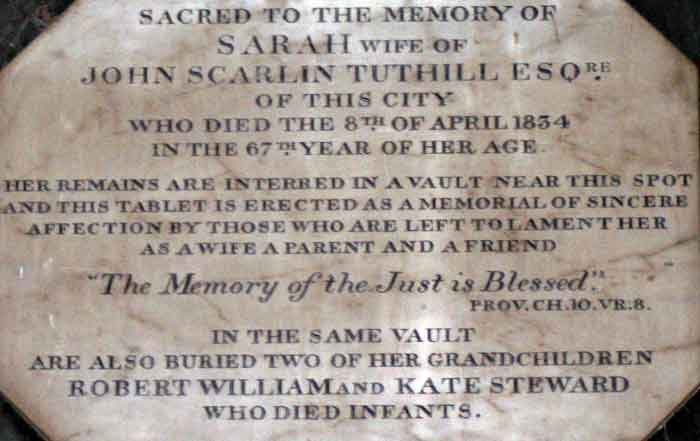 SACRED TO THE MEMORY OF
SARAH WIFE OF
JOHN SCARLIN TUTHILL ESQRE.
OF THIS CITY
WHO DIED THE 8TH. OF APRIL 1834
IN THE 67TH. YEAR OF HER AGE.
HER REMAINS ARE INTERRED IN A VAULT NEAR THIS SPOT
AND THIS TABLET IS ERECTED AS A MEMORIAL OF SINCERE
AFFECTION BY THOSE WHO ARE LEFT TO LAMENT HER
AS A WIFE A PARENT AND A FRIEND
"The Memory of the Just is Blessed".
PROV. CH. 10. VR. 8.
IN THE SAME VAULT
ARE ALSO BURIED TWO OF HER GRANDCHILDREN
ROBERT WILLIAM AND KATE STEWARD
WHO DIED INFANTS.